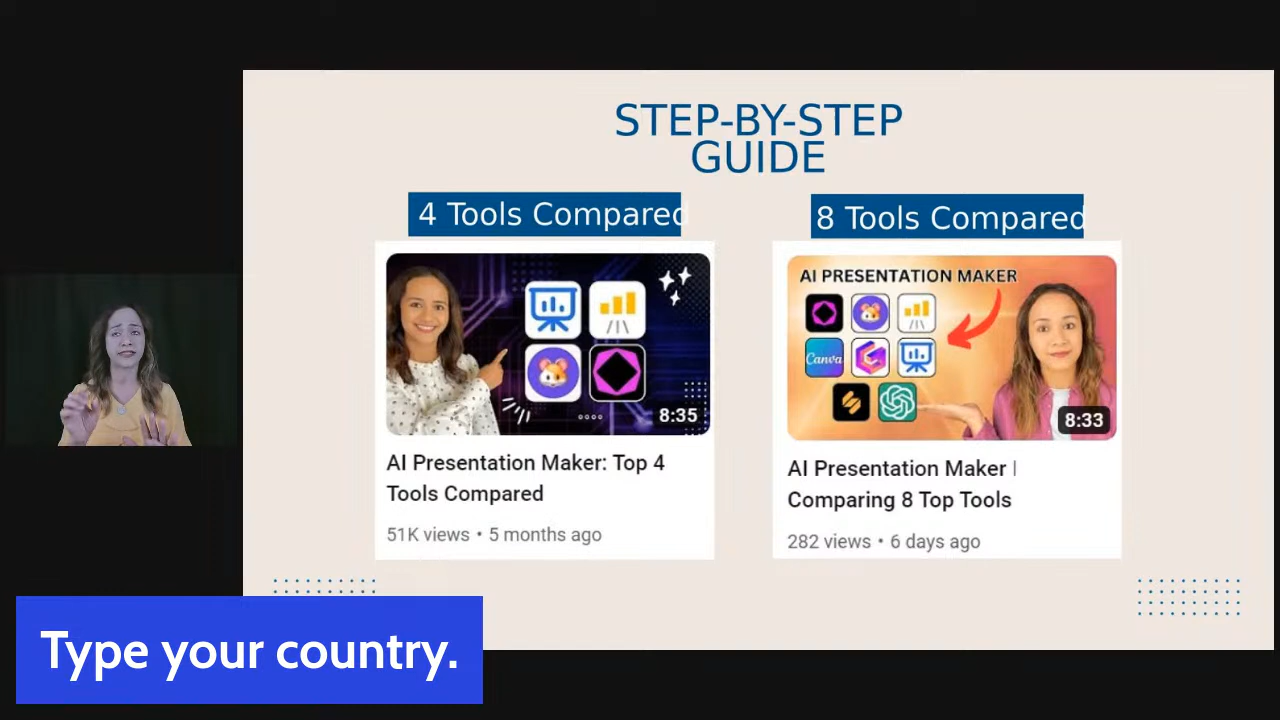 STEP-BY-STEP
GUIDE
4 Tools Compared
8 Tools Compared
8:35
AI Presentation Maker: Top 4
Tools Compared
51K views • 5 months ago
AI PRESENTATION MAKER
Canva
8:33
AI Presentation Maker |
Comparing 8 Top Tools
282 views • 6 days ago
Type your country.